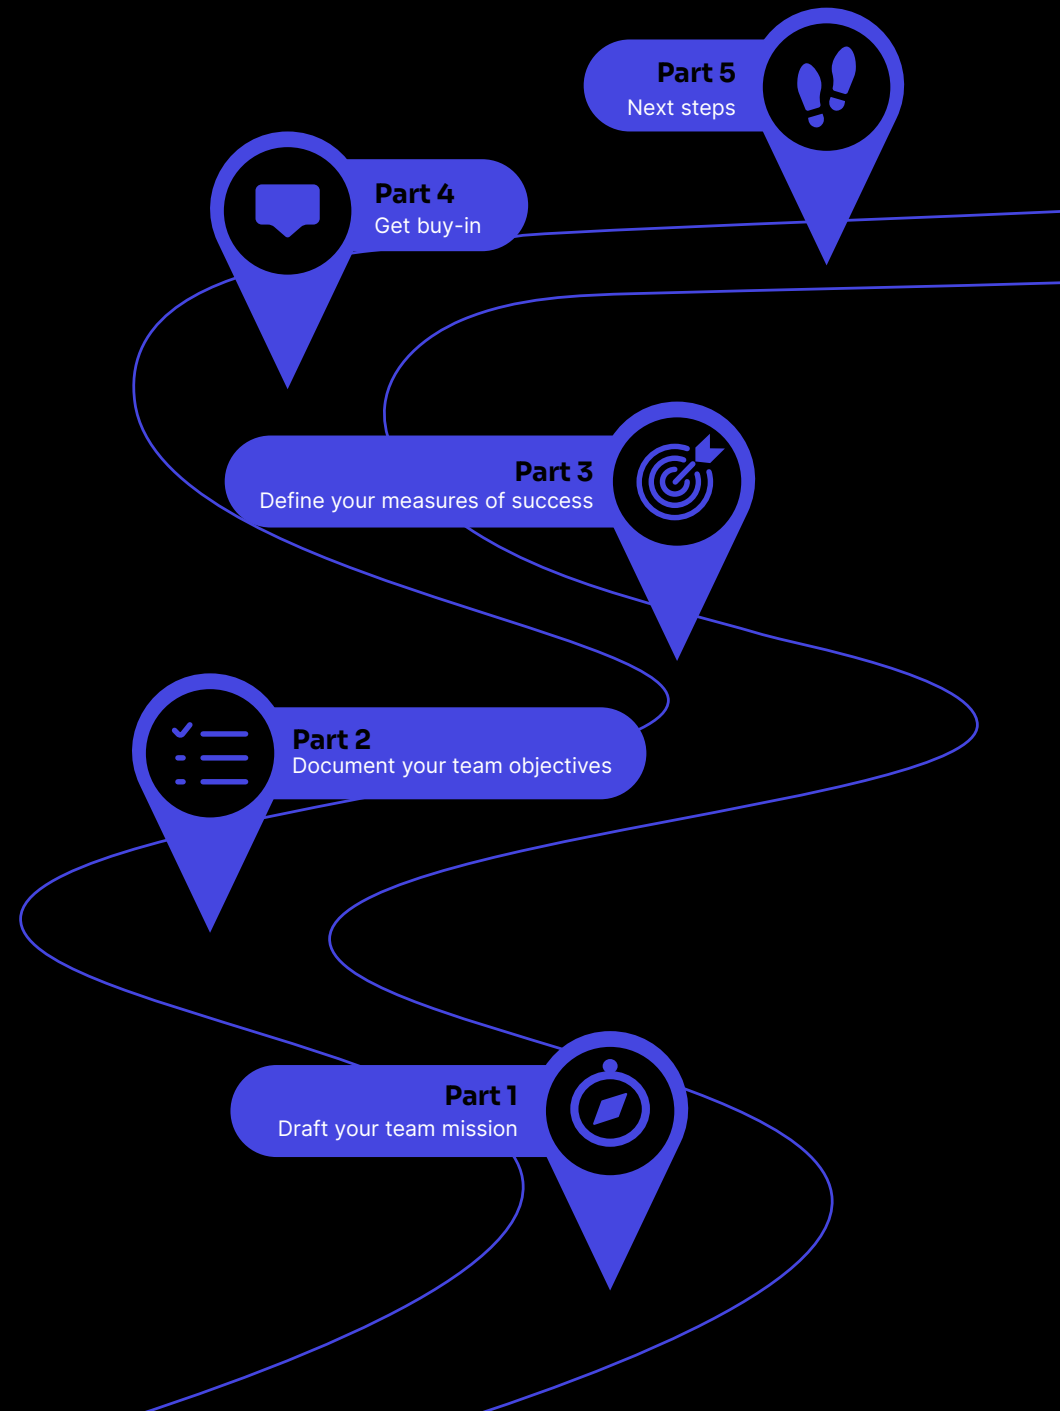 Part 5
Next steps
Part 4
Get buy-in
Part 3
Define your measures of success
Part 2
Document your team objectives
Part 1
Draft your team mission